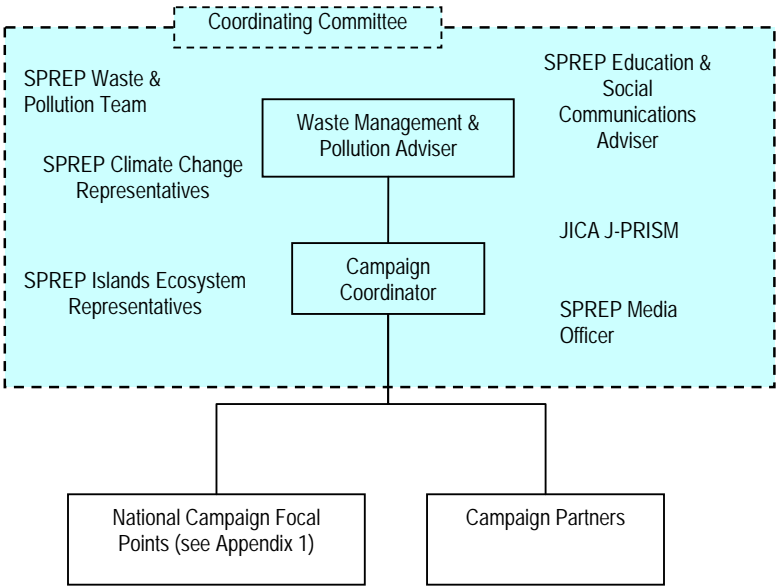 Coordinating Committee
SPREP Waste &
Pollution Team
SPREP Climate Change
Representatives
SPREP Islands Ecosystem
Representatives
Waste Management &
Pollution Adviser
Campaign
Coordinator
SPREP Education &
Social
Communications
Adviser
JICA J-PRISM
SPREP Media
Officer
National Campaign Focal
Points (see Appendix 1)
Campaign Partners